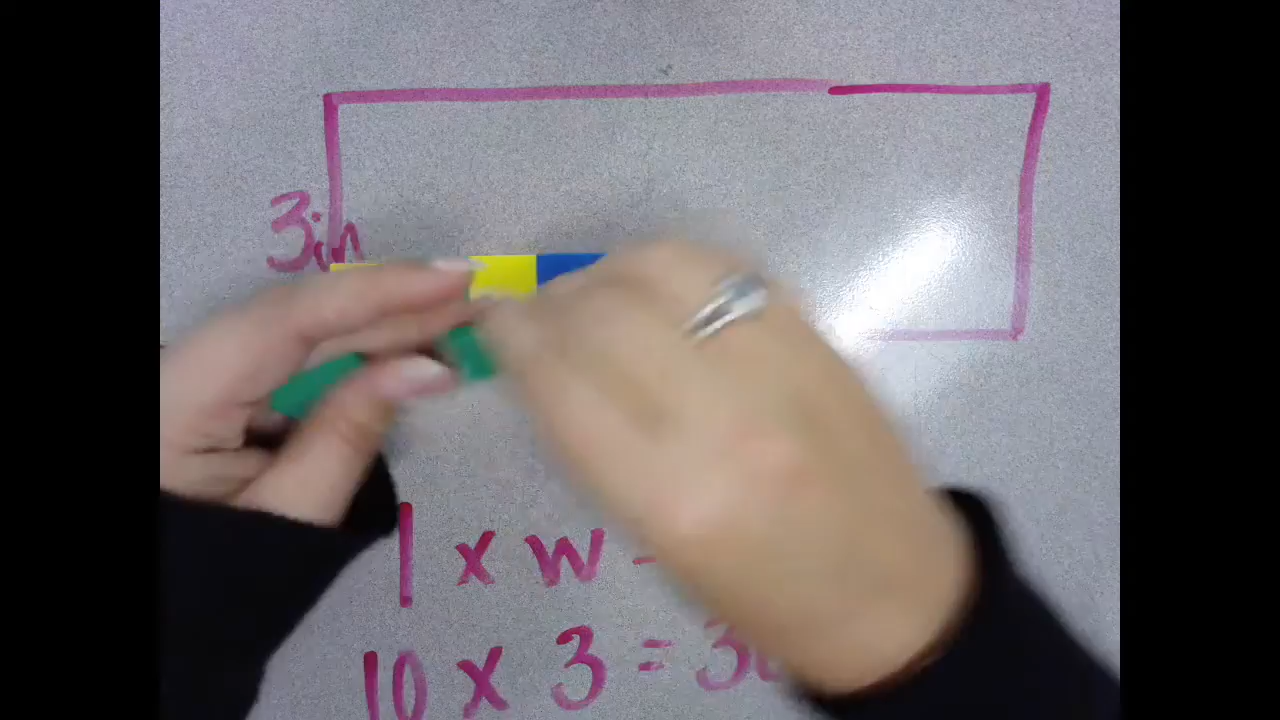 3in
l x w =
10 x 3 =